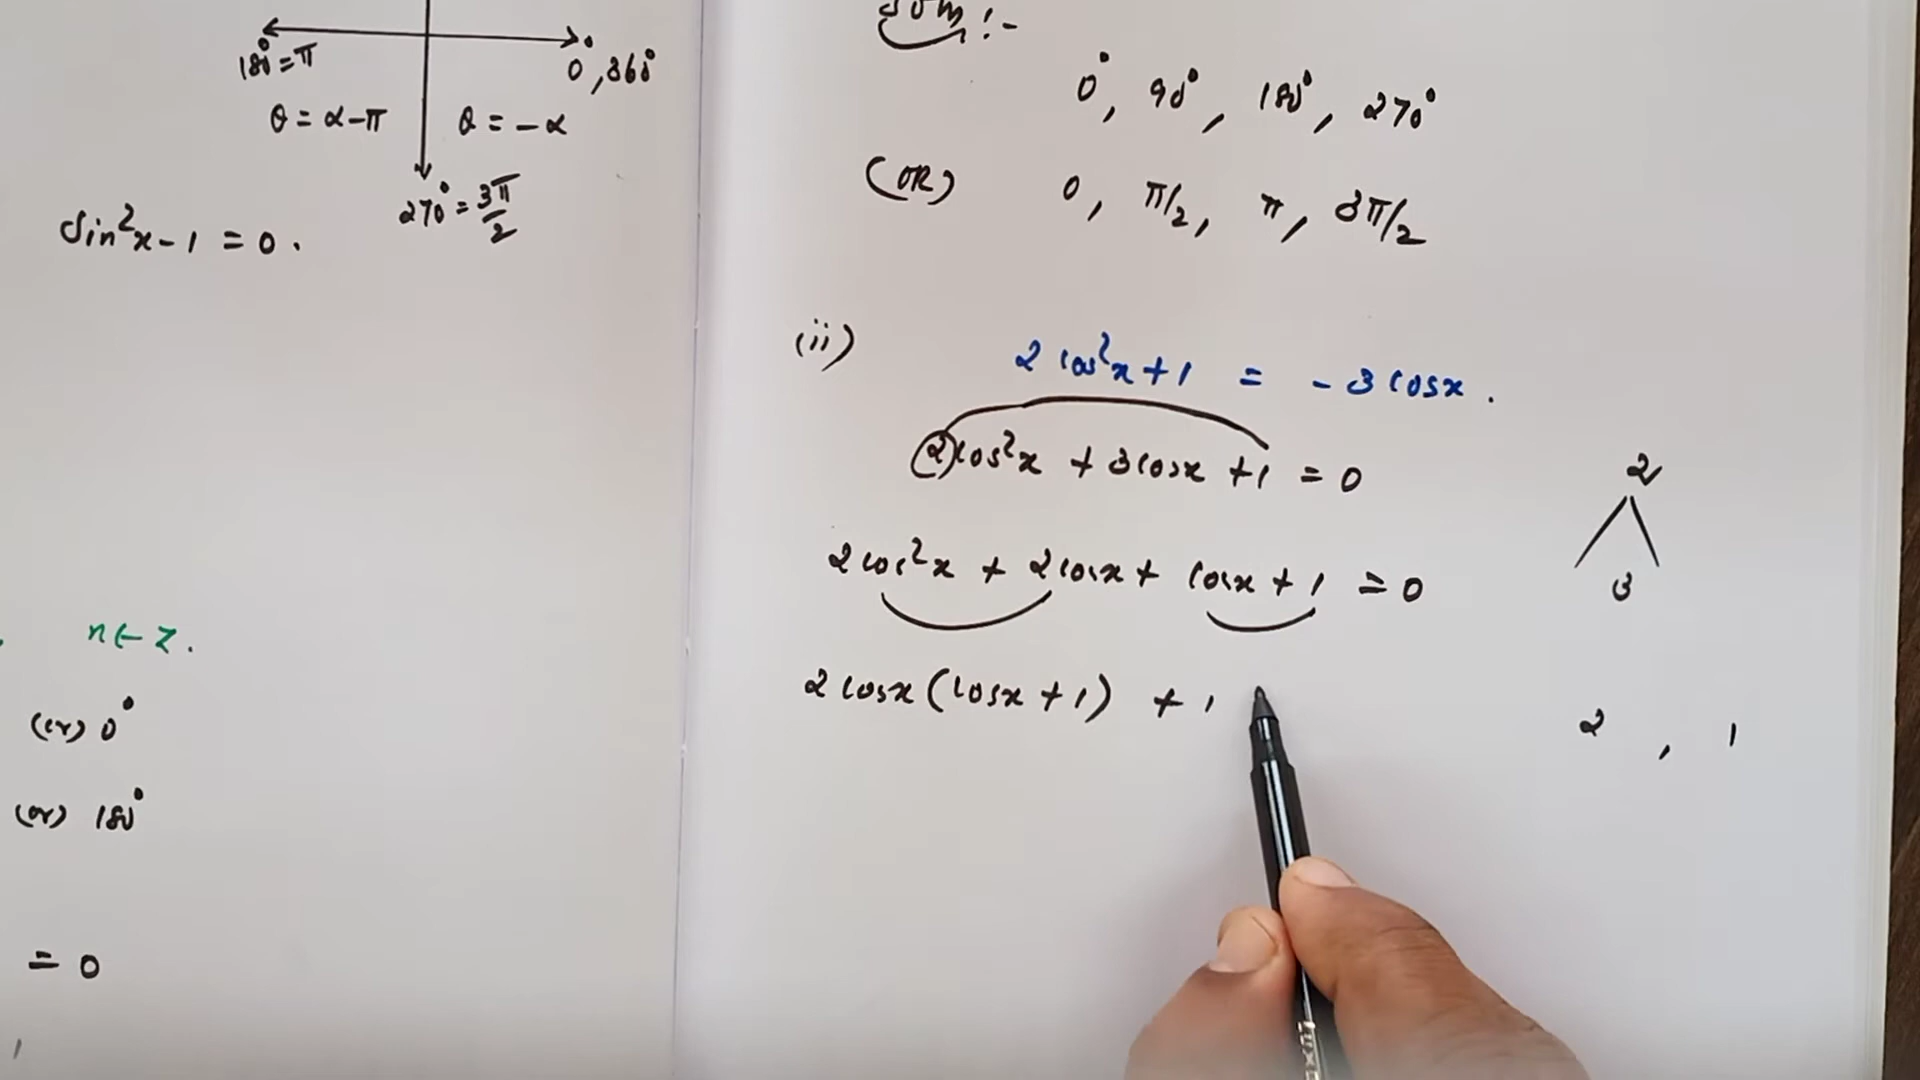 180° = π
0°, 360°
θ = α-π
θ = -α
270° = 3π/2
Sin²x - 1 = 0.
n ∈ Z.
(or) 0°
(or) 180°
= 0
0°, 90°, 180°, 270°
(OR) 0, π/2, π, 3π/2
(ii) 2 cos²x + 1 = - 3 cosx.
2cos²x + 3cosx + 1 = 0
2
2cos²x + 2cosx + cosx + 1 = 0
3
2 cosx (cosx + 1) + 1
2 , 1